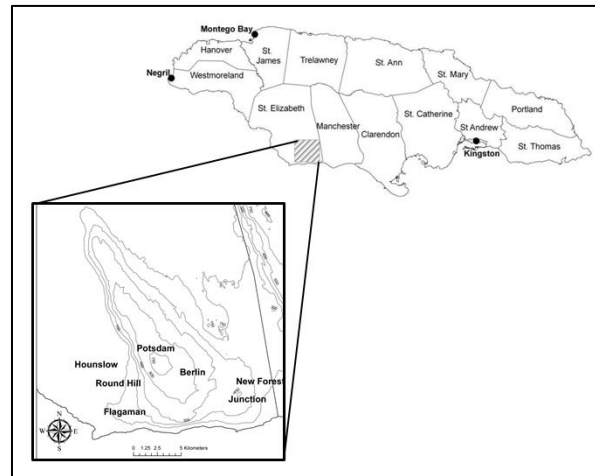 Montego Bay
Hanover
St.
James
Trelawney
St. Ann
St. Mary
Negril
Westmoreland
Portland
St. Elizabeth
Manchester
Clarendon
St. Catherine
St Andrew
Kingston
St. Thomas
Potsdam
Hounslow
Berlin
Round Hill
New Forest
Junction
Flagaman
N
W
E
S
0 1.25 2.5 5 Kilometers